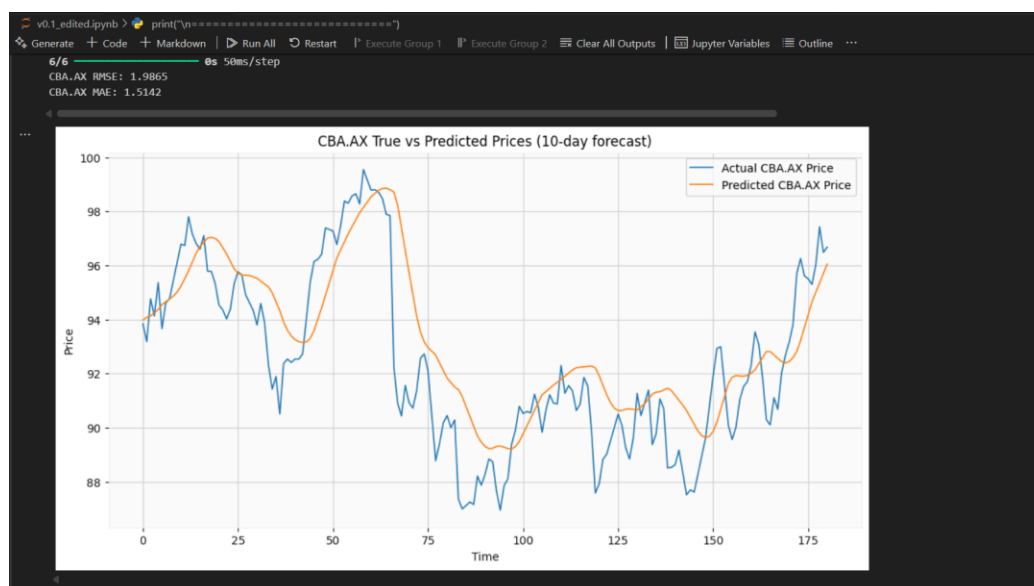 v0.1_edited.ipynb > print("\n============================")
Generate + Code + Markdown | Run All Restart Execute Group 1 Execute Group 2 Clear All Outputs | Jupyter Variables Outline ...
6/6 0s 50ms/step
CBA.AX RMSE: 1.9865
CBA.AX MAE: 1.5142
...
CBA.AX True vs Predicted Prices (10-day forecast)
Actual CBA.AX Price
Predicted CBA.AX Price
100
98
96
94
92
90
88
Price
0 25 50 75 100 125 150 175
Time